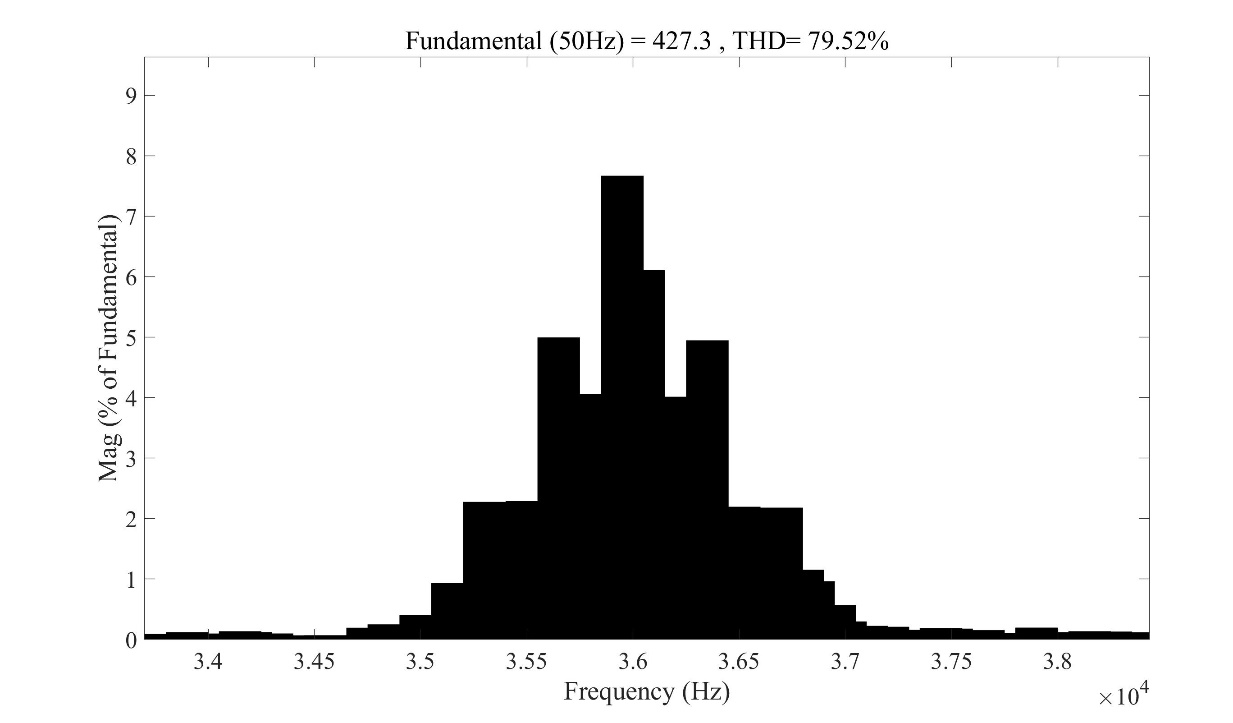 Fundamental (50Hz) = 427.3 , THD= 79.52%
Mag (% of Fundamental)
9
8
7
6
5
4
3
2
1
0
3.4 3.45 3.5 3.55 3.6 3.65 3.7 3.75 3.8
Frequency (Hz)
×10⁴